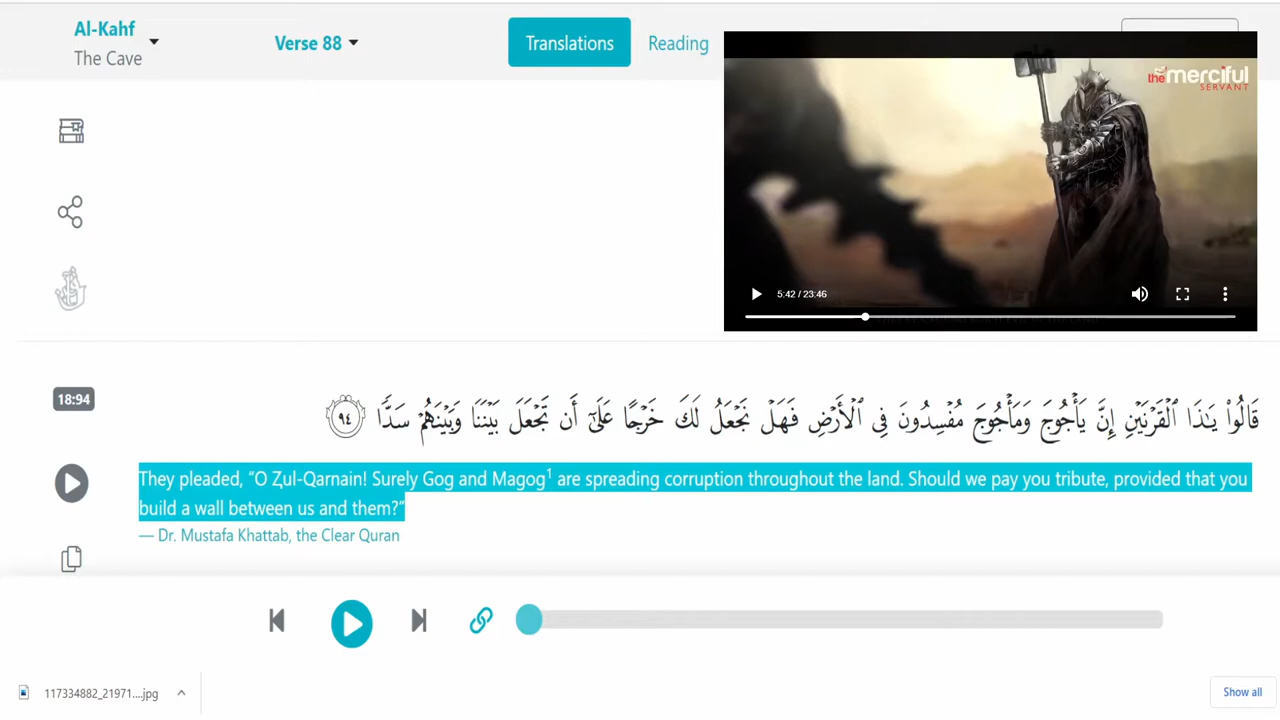 Al-Kahf
The Cave
Verse 88
Translations
Reading
the merciful
SERVANT
5:42 / 23:46
18:94
قَالُوا۟ يَـٰذَا ٱلْقَرْنَيْنِ إِنَّ يَأْجُوجَ وَمَأْجُوجَ مُفْسِدُونَ فِى ٱلْأَرْضِ فَهَلْ نَجْعَلُ لَكَ خَرْجًا عَلَىٰٓ أَن تَجْعَلَ بَيْنَنَا وَبَيْنَهُمْ سَدًّا ٩٤
They pleaded, “O Ⱬul-Qarnain! Surely Gog and Magog1 are spreading corruption throughout the land. Should we pay you tribute, provided that you
build a wall between us and them?”
— Dr. Mustafa Khattab, the Clear Quran
117334882_21971....jpg
Show all